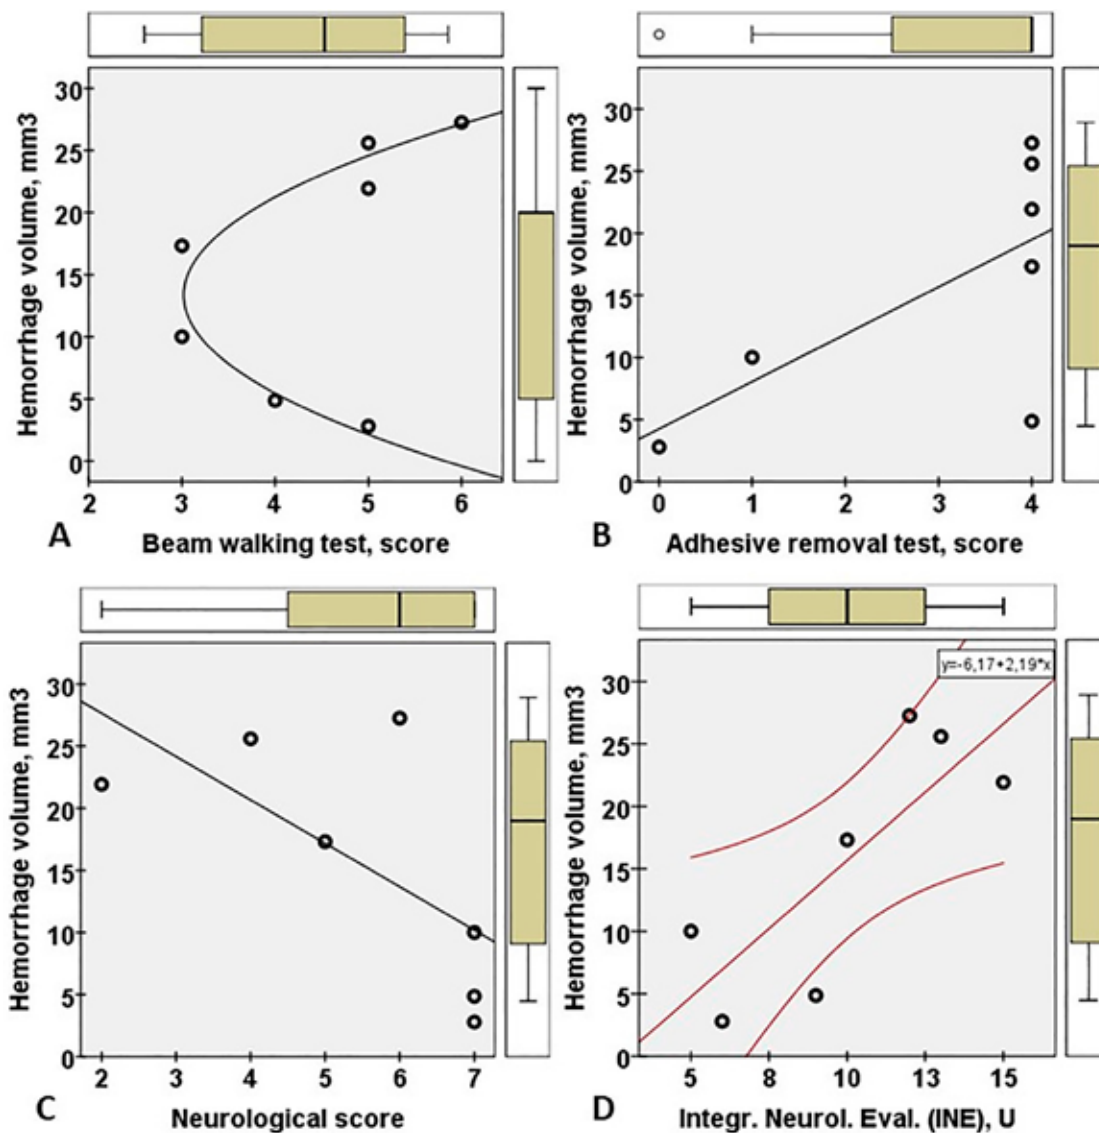 Hemorrhage volume, mm3
30
25
20
15
10
5
0
2 3 4 5 6
A
Beam walking test, score
Hemorrhage volume, mm3
30
25
20
15
10
5
0
0 1 2 3 4
B
Adhesive removal test, score
Hemorrhage volume, mm3
30
25
20
15
10
5
0
2 3 4 5 6 7
C
Neurological score
y=-6,17+2,19*x
Hemorrhage volume, mm3
30
25
20
15
10
5
0
5 8 10 13 15
D
Integr. Neurol. Eval. (INE), U